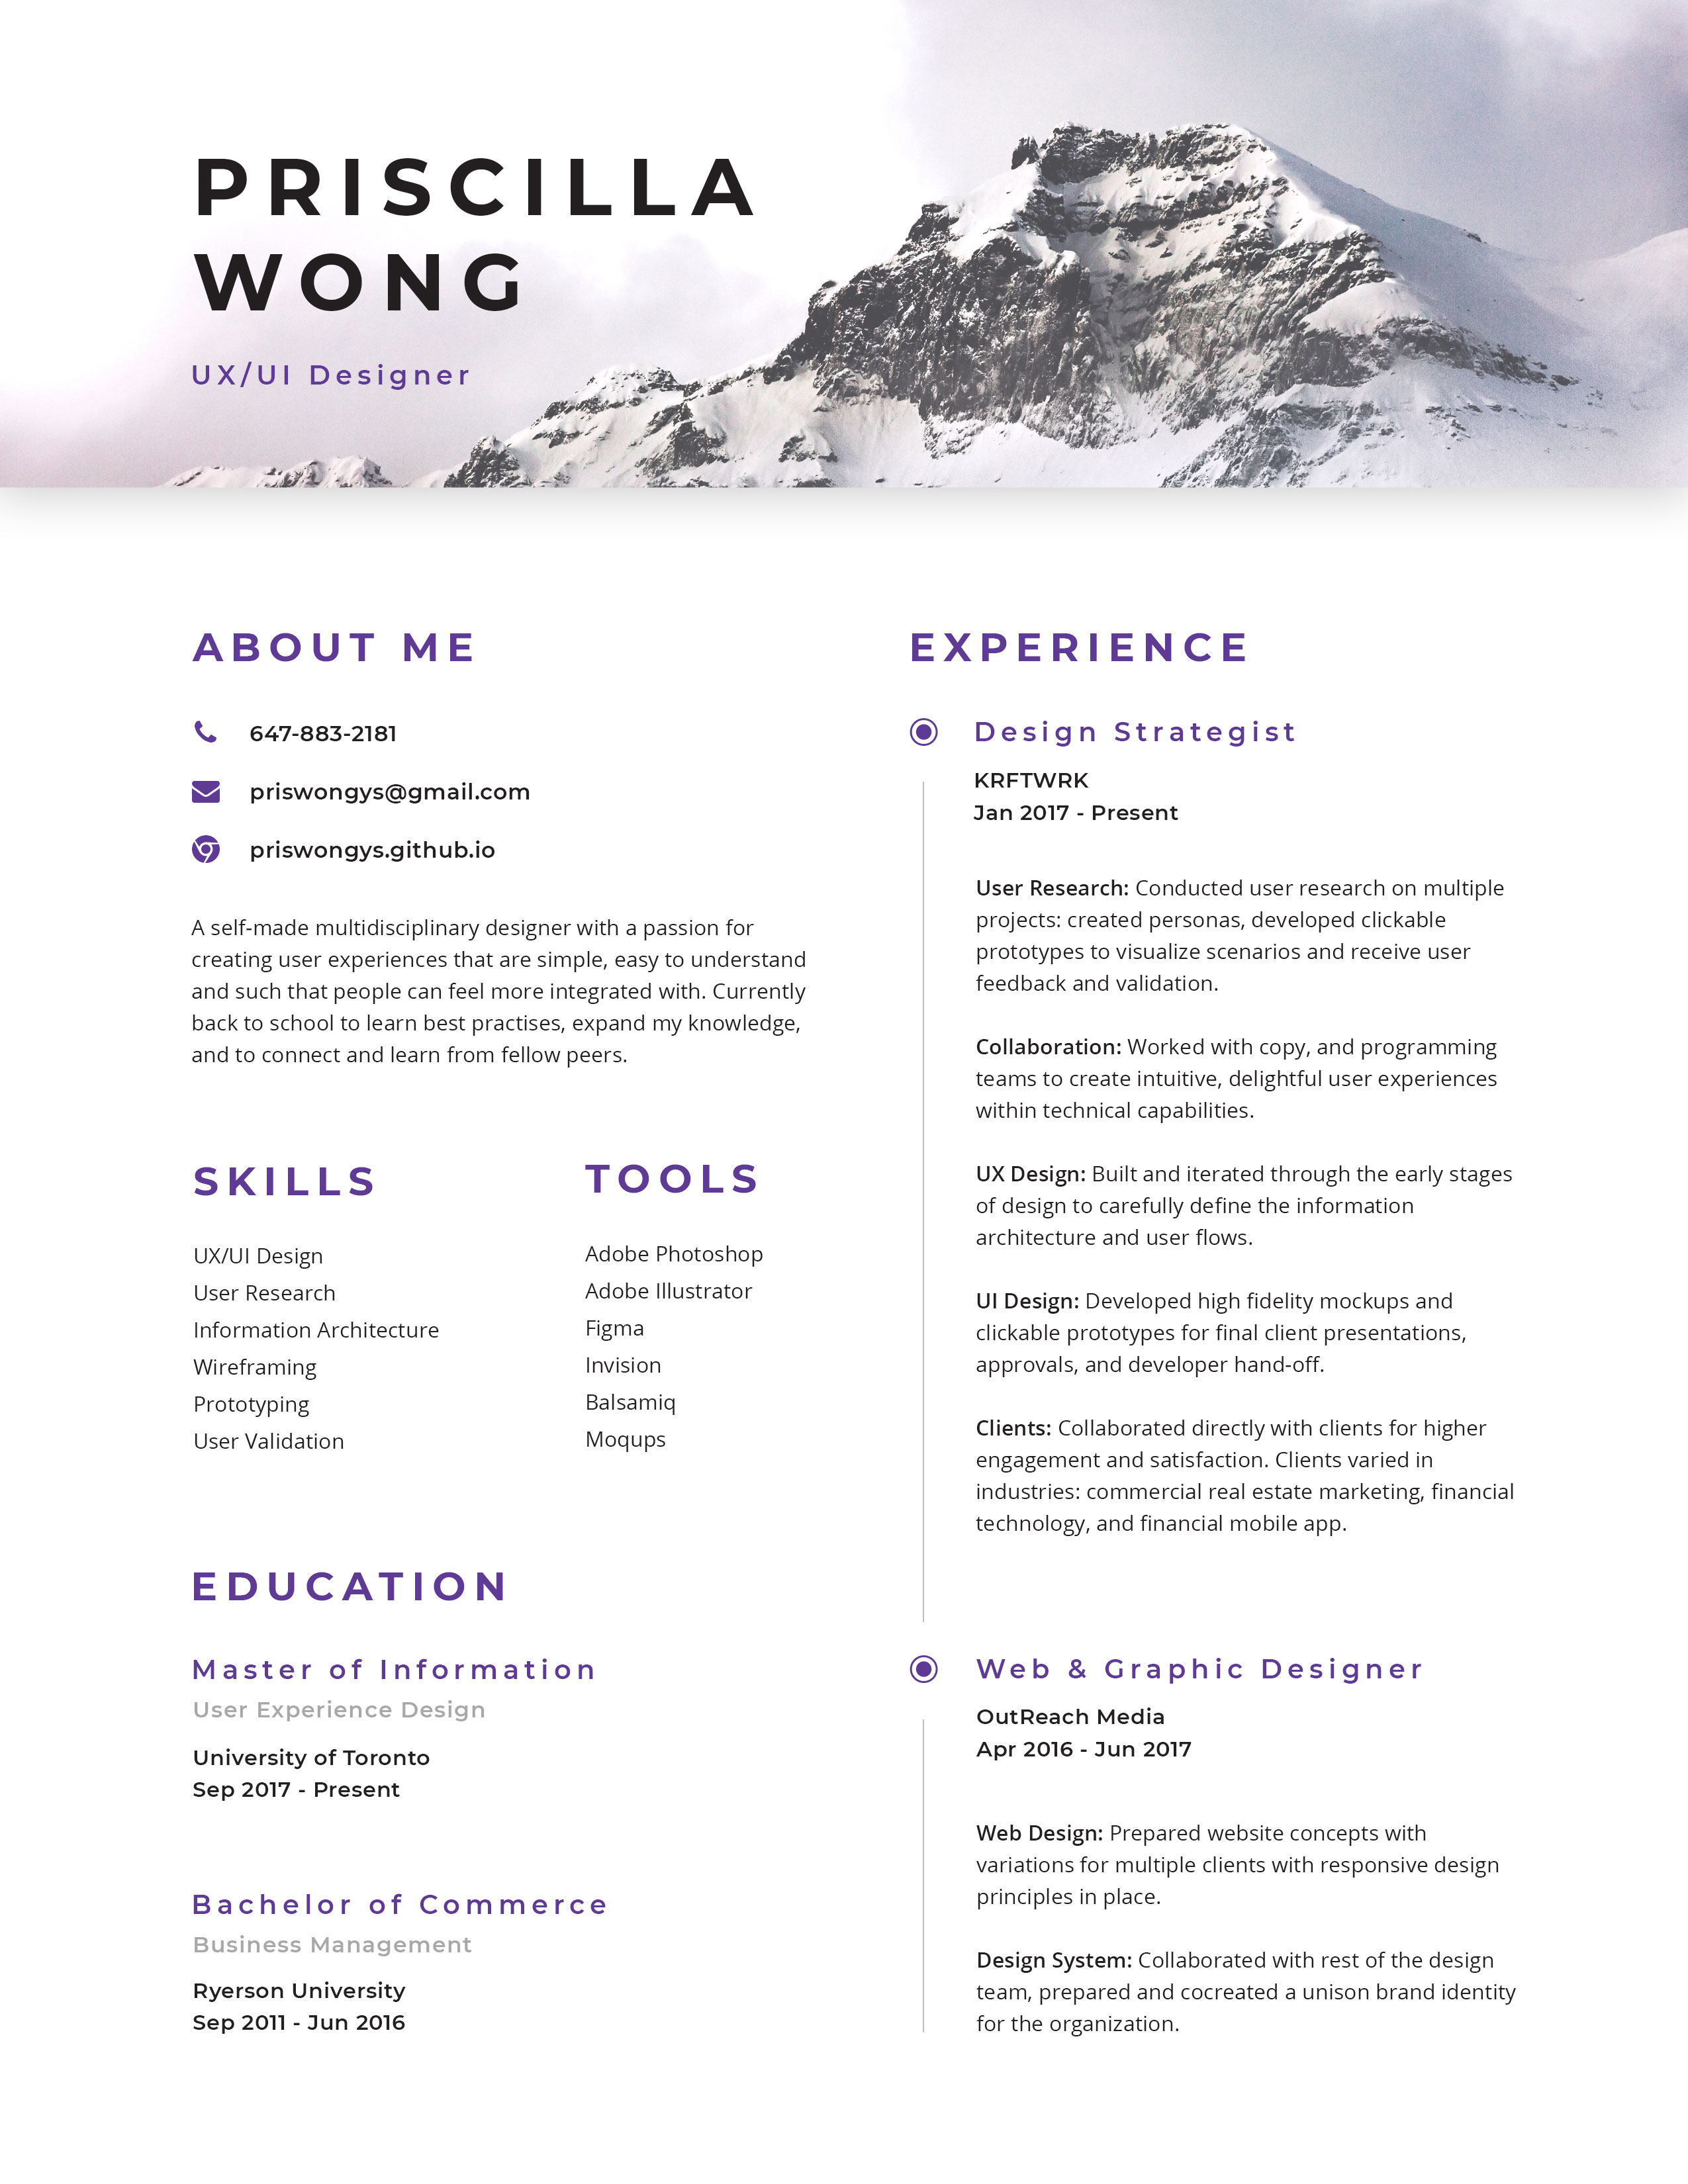 PRISCILLA
WONG
UX/UI Designer
ABOUT ME
647-883-2181
priswongys@gmail.com
priswongys.github.io
A self-made multidisciplinary designer with a passion for
creating user experiences that are simple, easy to understand
and such that people can feel more integrated with. Currently
back to school to learn best practises, expand my knowledge,
and to connect and learn from fellow peers.
SKILLS
UX/UI Design
User Research
Information Architecture
Wireframing
Prototyping
User Validation
TOOLS
Adobe Photoshop
Adobe Illustrator
Figma
Invision
Balsamiq
Moqups
EDUCATION
Master of Information
User Experience Design
University of Toronto
Sep 2017 - Present
Bachelor of Commerce
Business Management
Ryerson University
Sep 2011 - Jun 2016
EXPERIENCE
Design Strategist
KRFTWRK
Jan 2017 - Present
User Research: Conducted user research on multiple
projects: created personas, developed clickable
prototypes to visualize scenarios and receive user
feedback and validation.
Collaboration: Worked with copy, and programming
teams to create intuitive, delightful user experiences
within technical capabilities.
UX Design: Built and iterated through the early stages
of design to carefully define the information
architecture and user flows.
UI Design: Developed high fidelity mockups and
clickable prototypes for final client presentations,
approvals, and developer hand-off.
Clients: Collaborated directly with clients for higher
engagement and satisfaction. Clients varied in
industries: commercial real estate marketing, financial
technology, and financial mobile app.
Web & Graphic Designer
OutReach Media
Apr 2016 - Jun 2017
Web Design: Prepared website concepts with
variations for multiple clients with responsive design
principles in place.
Design System: Collaborated with rest of the design
team, prepared and cocreated a unison brand identity
for the organization.